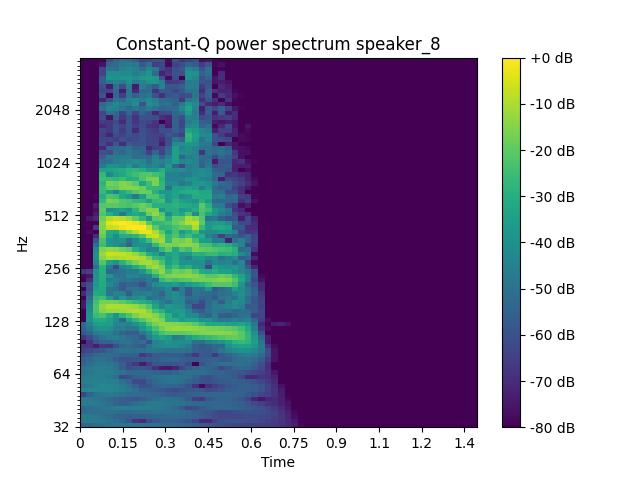 Constant-Q power spectrum speaker_8
Hz
2048
1024
512
256
128
64
32
0 0.15 0.3 0.45 0.6 0.75 0.9 1.1 1.2 1.4
Time
+0 dB
-10 dB
-20 dB
-30 dB
-40 dB
-50 dB
-60 dB
-70 dB
-80 dB